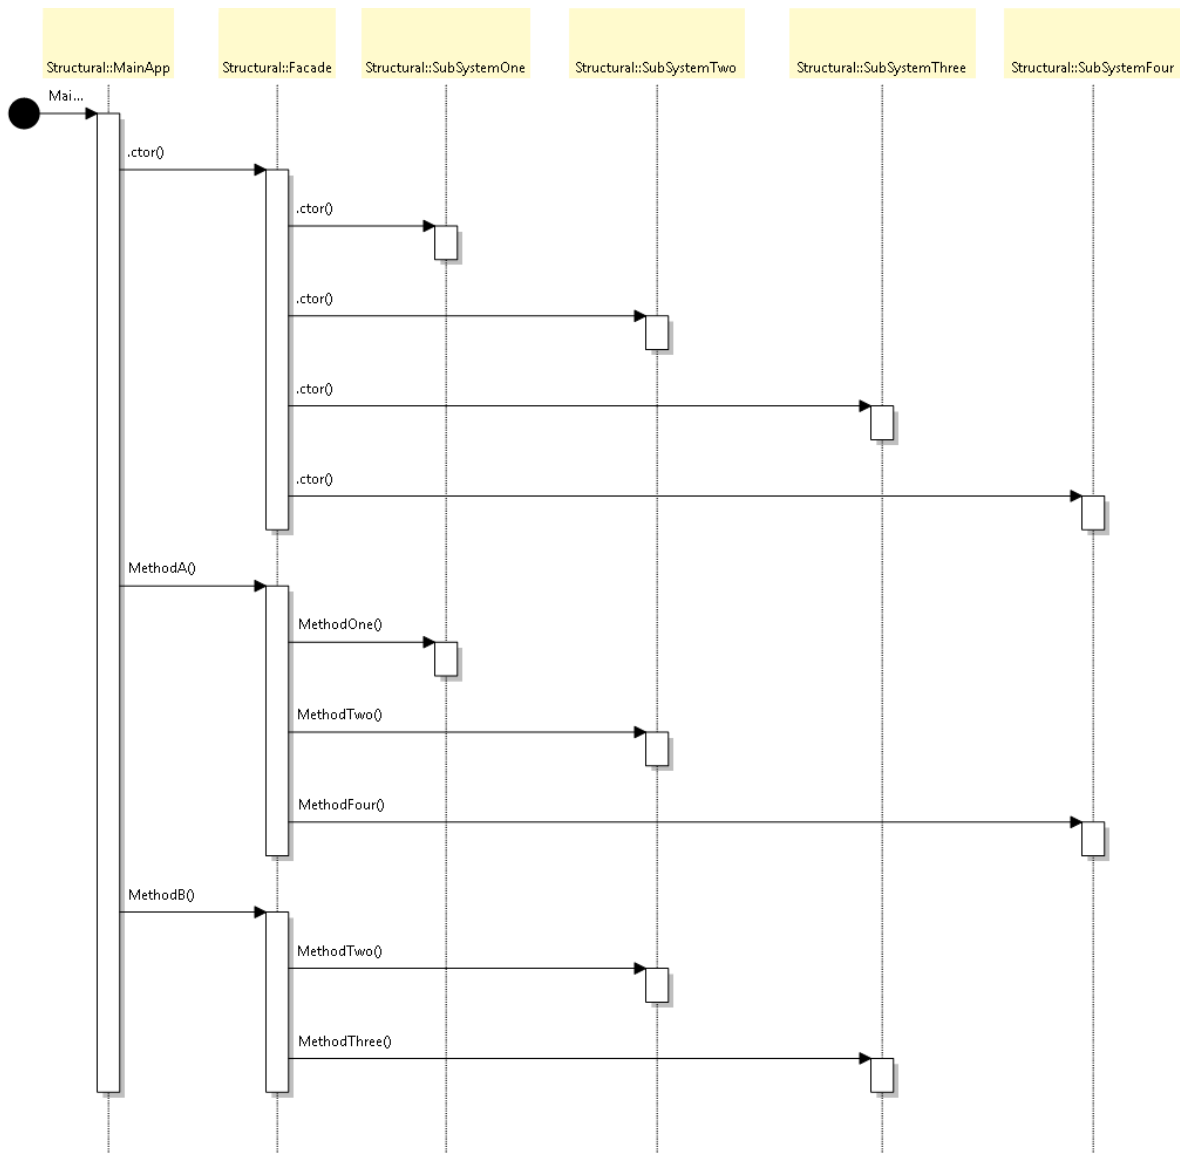 Structural::MainApp
Structural::Facade
Structural::SubSystemOne
Structural::SubSystemTwo
Structural::SubSystemThree
Structural::SubSystemFour
Mai...
.ctor()
.ctor()
.ctor()
.ctor()
.ctor()
MethodA()
MethodOne()
MethodTwo()
MethodFour()
MethodB()
MethodTwo()
MethodThree()